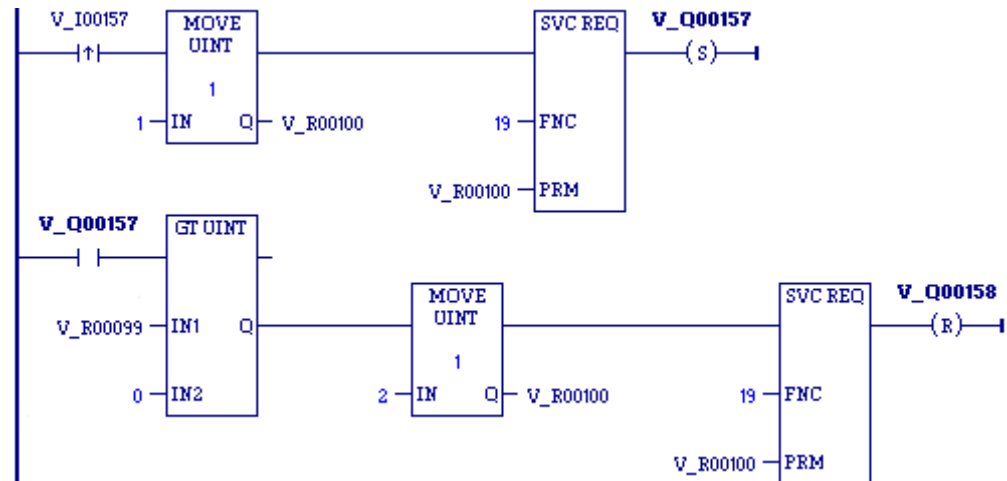 V_I00157
MOVE
UINT
1
1 IN Q V_R00100
SVC REQ
19 FNC
V_R00100 PRM
V_Q00157
(S)
V_Q00157
GT UINT
V_R00099 IN1 Q
0 IN2
MOVE
UINT
1
2 IN Q V_R00100
SVC REQ
19 FNC
V_R00100 PRM
V_Q00158
(R)